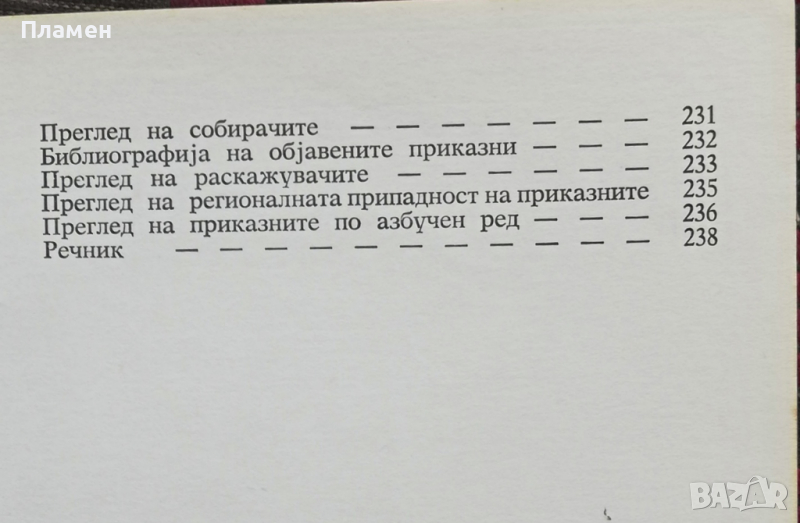 Пламен
Преглед на собирачите — — — — — — — 231
Библиографија на објавените приказни — — — 232
Преглед на раскажувачите — — — — — — 233
Преглед на регионалната припадност на приказните 235
Преглед на приказните по азбучен ред — — — 236
Речник — — — — — — — — — — — 238
BAZAR